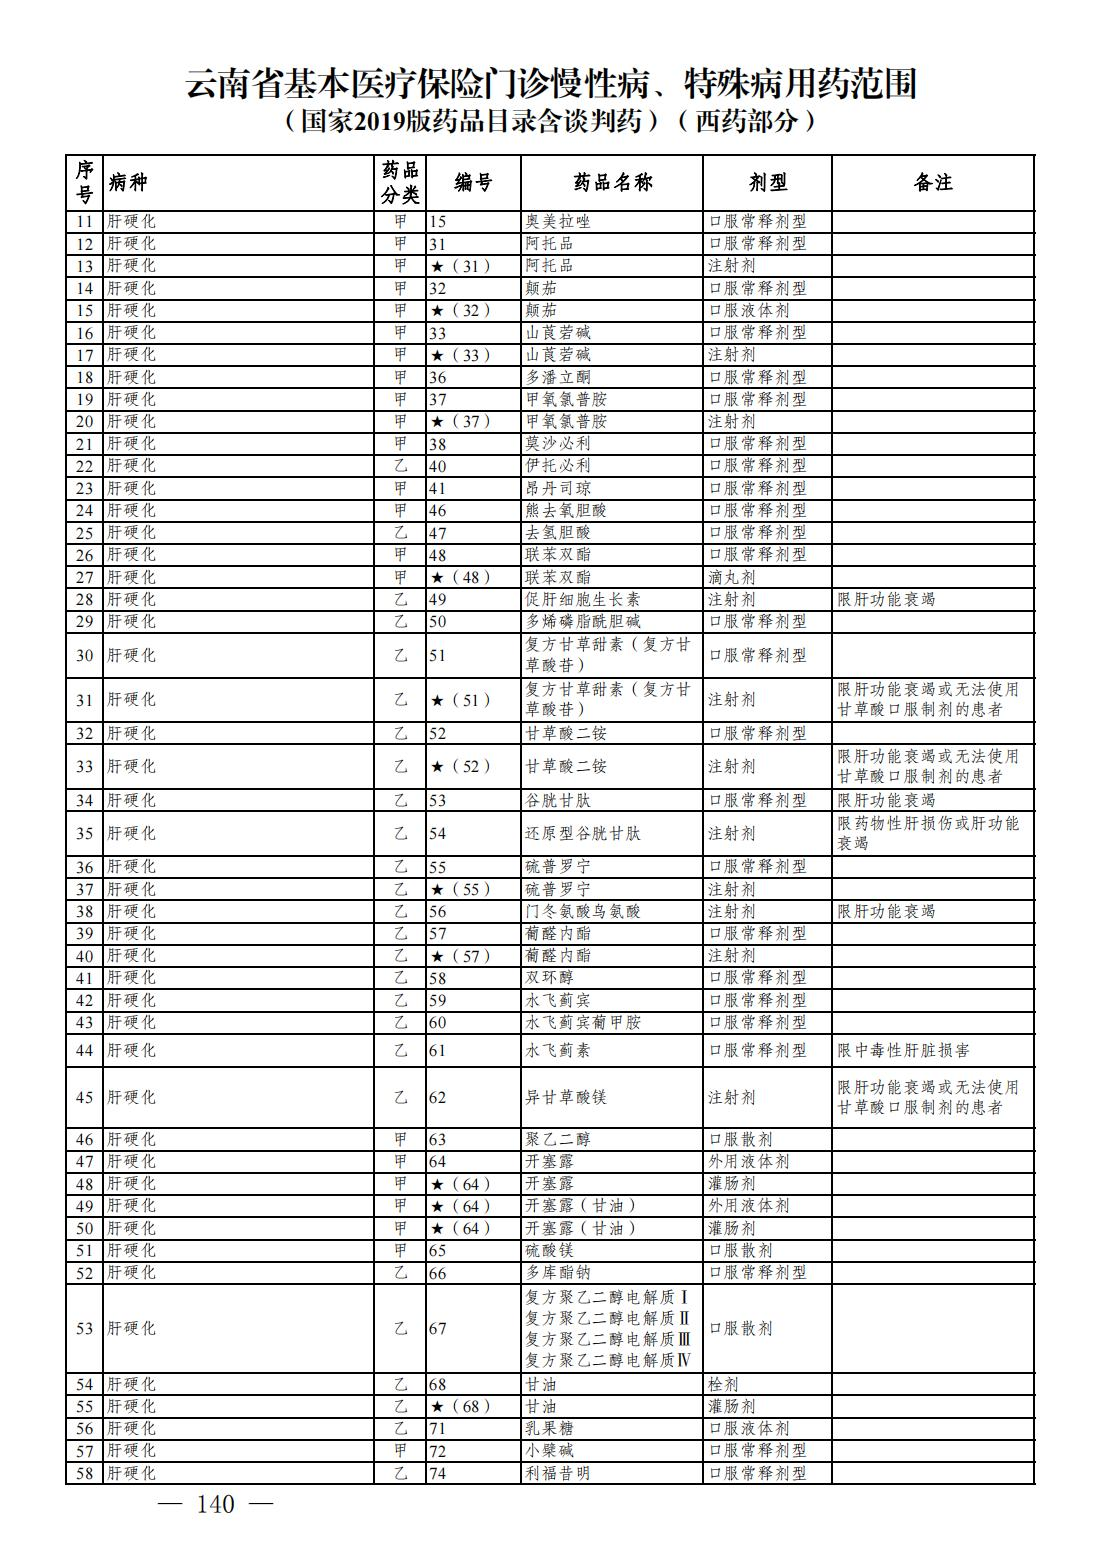 云南省基本医疗保险门诊慢性病、特殊病用药范围
（国家2019版药品目录含谈判药）（西药部分）
序号 病种 药品分类 编号 药品名称 剂型 备注
11 肝硬化 甲 15 奥美拉唑 口服常释剂型
12 肝硬化 甲 31 阿托品 口服常释剂型
13 肝硬化 甲 ★（31） 阿托品 注射剂
14 肝硬化 甲 32 颠茄 口服常释剂型
15 肝硬化 甲 ★（32） 颠茄 口服液体剂
16 肝硬化 甲 33 山莨菪碱 口服常释剂型
17 肝硬化 甲 ★（33） 山莨菪碱 注射剂
18 肝硬化 甲 36 多潘立酮 口服常释剂型
19 肝硬化 甲 37 甲氧氯普胺 口服常释剂型
20 肝硬化 甲 ★（37） 甲氧氯普胺 注射剂
21 肝硬化 甲 38 莫沙必利 口服常释剂型
22 肝硬化 乙 40 伊托必利 口服常释剂型
23 肝硬化 甲 41 昂丹司琼 口服常释剂型
24 肝硬化 甲 46 熊去氧胆酸 口服常释剂型
25 肝硬化 乙 47 去氢胆酸 口服常释剂型
26 肝硬化 甲 48 联苯双酯 口服常释剂型
27 肝硬化 甲 ★（48） 联苯双酯 滴丸剂
28 肝硬化 乙 49 促肝细胞生长素 注射剂 限肝功能衰竭
29 肝硬化 乙 50 多烯磷脂酰胆碱 口服常释剂型
30 肝硬化 乙 51 复方甘草甜素（复方甘草酸苷） 口服常释剂型
31 肝硬化 乙 ★（51） 复方甘草甜素（复方甘草酸苷） 注射剂 限肝功能衰竭或无法使用甘草酸口服制剂的患者
32 肝硬化 乙 52 甘草酸二铵 口服常释剂型
33 肝硬化 乙 ★（52） 甘草酸二铵 注射剂 限肝功能衰竭或无法使用甘草酸口服制剂的患者
34 肝硬化 乙 53 谷胱甘肽 口服常释剂型 限肝功能衰竭
35 肝硬化 乙 54 还原型谷胱甘肽 注射剂 限药物性肝损伤或肝功能衰竭
36 肝硬化 乙 55 硫普罗宁 口服常释剂型
37 肝硬化 乙 ★（55） 硫普罗宁 注射剂
38 肝硬化 乙 56 门冬氨酸鸟氨酸 注射剂 限肝功能衰竭
39 肝硬化 乙 57 葡醛内酯 口服常释剂型
40 肝硬化 乙 ★（57） 葡醛内酯 注射剂
41 肝硬化 乙 58 双环醇 口服常释剂型
42 肝硬化 乙 59 水飞蓟宾 口服常释剂型
43 肝硬化 乙 60 水飞蓟宾葡甲胺 口服常释剂型
44 肝硬化 乙 61 水飞蓟素 口服常释剂型 限中毒性肝脏损害
45 肝硬化 乙 62 异甘草酸镁 注射剂 限肝功能衰竭或无法使用甘草酸口服制剂的患者
46 肝硬化 甲 63 聚乙二醇 口服散剂
47 肝硬化 甲 64 开塞露 外用液体剂
48 肝硬化 甲 ★（64） 开塞露 灌肠剂
49 肝硬化 甲 ★（64） 开塞露（甘油） 外用液体剂
50 肝硬化 甲 ★（64） 开塞露（甘油） 灌肠剂
51 肝硬化 甲 65 硫酸镁 口服散剂
52 肝硬化 乙 66 多库酯钠 口服常释剂型
53 肝硬化 乙 67 复方聚乙二醇电解质Ⅰ 复方聚乙二醇电解质Ⅱ 复方聚乙二醇电解质Ⅲ 复方聚乙二醇电解质Ⅳ 口服散剂
54 肝硬化 乙 68 甘油 栓剂
55 肝硬化 乙 ★（68） 甘油 灌肠剂
56 肝硬化 乙 71 乳果糖 口服液体剂
57 肝硬化 甲 72 小檗碱 口服常释剂型
58 肝硬化 乙 74 利福昔明 口服常释剂型
— 140 —